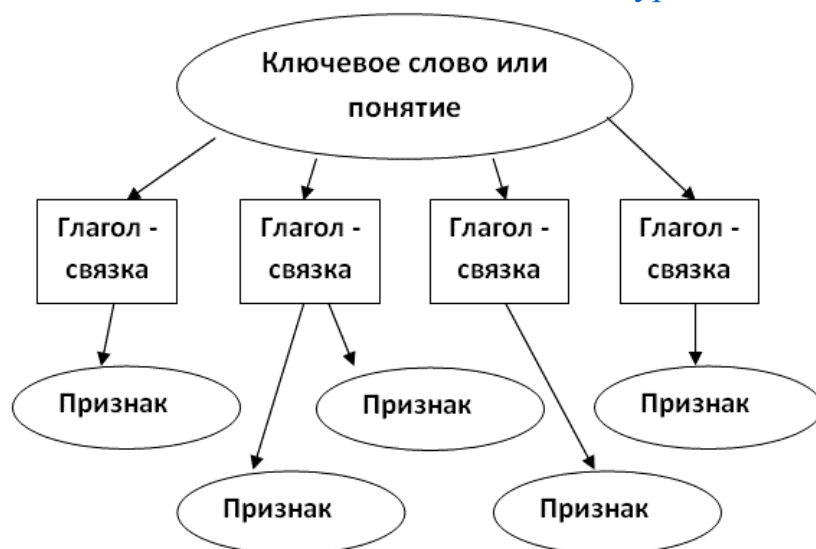 Ключевое слово или
понятие
Глагол -
связка
Глагол -
связка
Глагол -
связка
Глагол -
связка
Признак
Признак
Признак
Признак
Признак